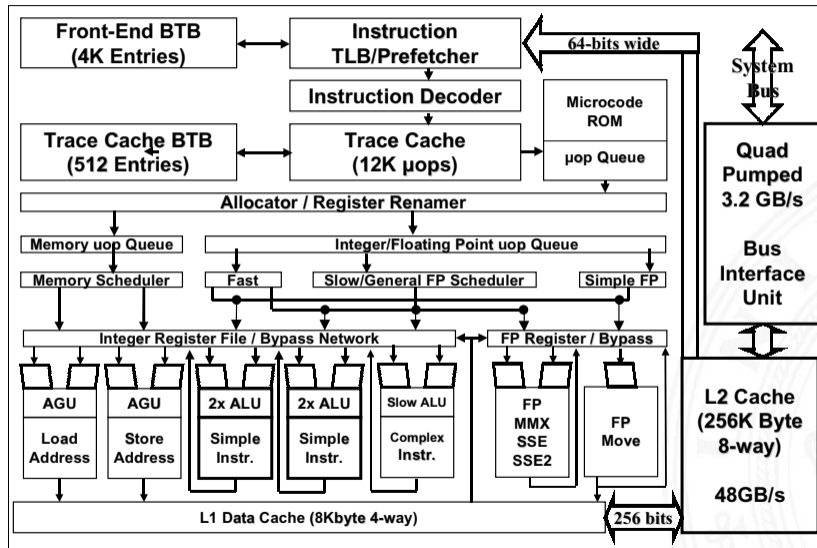 Front-End BTB
(4K Entries)
Instruction
TLB/Prefetcher
64-bits wide
System
Bus
Instruction Decoder
Microcode
ROM
Trace Cache BTB
(512 Entries)
Trace Cache
(12K µops)
µop Queue
Quad
Pumped
3.2 GB/s
Bus
Interface
Unit
Allocator / Register Renamer
Memory uop Queue
Integer/Floating Point uop Queue
Memory Scheduler
Fast
Slow/General FP Scheduler
Simple FP
Integer Register File / Bypass Network
FP Register / Bypass
AGU
Load
Address
AGU
Store
Address
2x ALU
Simple
Instr.
2x ALU
Simple
Instr.
Slow ALU
Complex
Instr.
FP
MMX
SSE
SSE2
FP
Move
L2 Cache
(256K Byte
8-way)
48GB/s
L1 Data Cache (8Kbyte 4-way)
256 bits